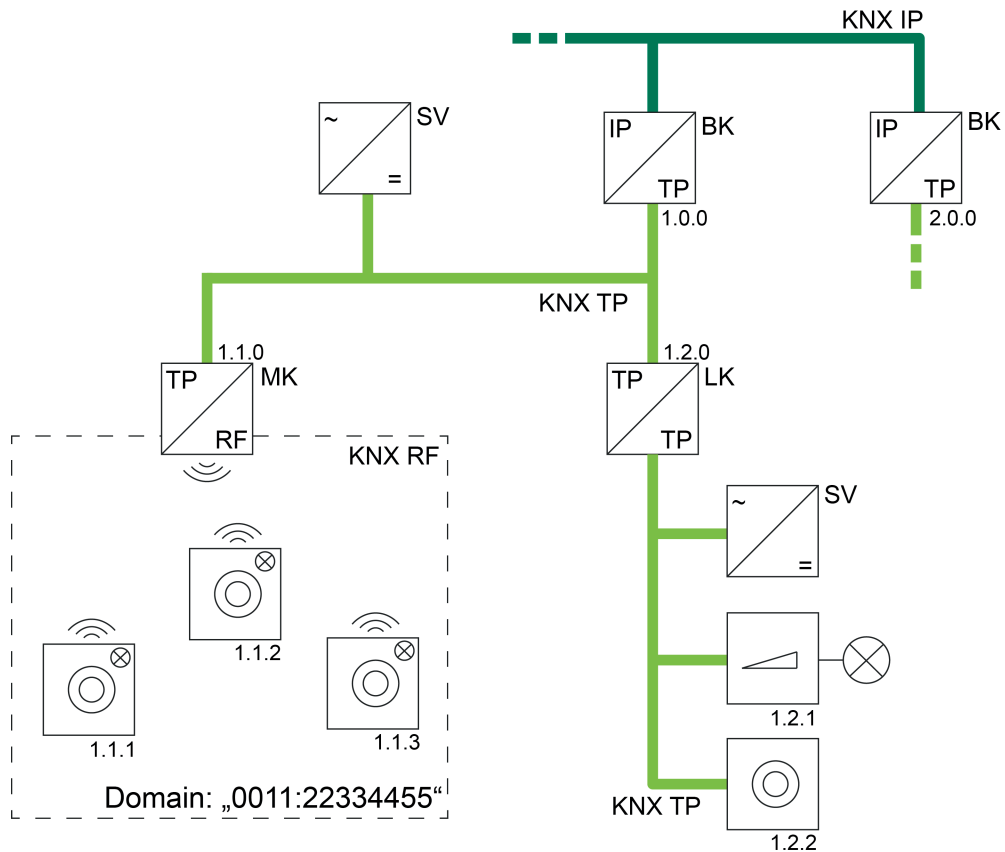 KNX IP
~
=
SV
IP
TP
BK
1.0.0
IP
TP
BK
2.0.0
KNX TP
1.1.0
TP
RF
MK
1.2.0
TP
TP
LK
KNX RF
~
=
SV
1.1.2
1.1.1
1.1.3
1.2.1
Domain: „0011:22334455“
KNX TP
1.2.2